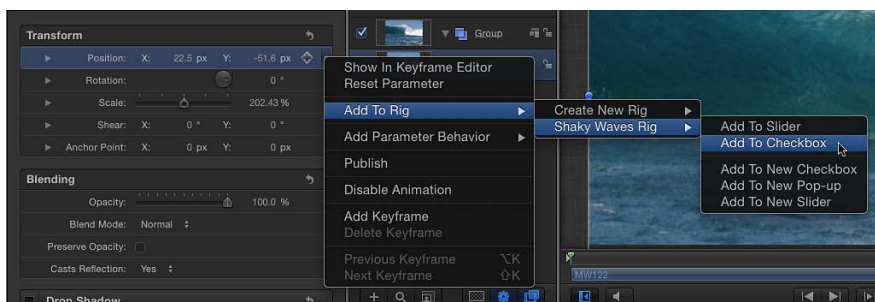 Transform
Position: X: 22.5 px Y: -51.6 px
Rotation: 0 °
Scale: 202.43 %
Shear: X: 0 ° Y: 0 °
Anchor Point: X: 0 px Y: 0 px
Blending
Opacity: 100.0 %
Blend Mode: Normal
Preserve Opacity:
Casts Reflection: Yes
Drop Shadow
Group
Show In Keyframe Editor
Reset Parameter
Add To Rig
Add Parameter Behavior
Publish
Disable Animation
Add Keyframe
Delete Keyframe
Previous Keyframe ⌥K
Next Keyframe ⇧K
Create New Rig
Shaky Waves Rig
Add To Slider
Add To Checkbox
Add To New Checkbox
Add To New Pop-up
Add To New Slider
MW122